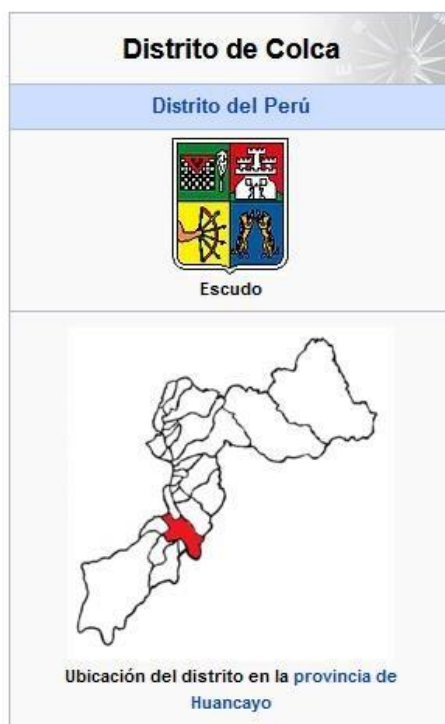 Distrito de Colca
Distrito del Perú
Escudo
Ubicación del distrito en la provincia de
Huancayo